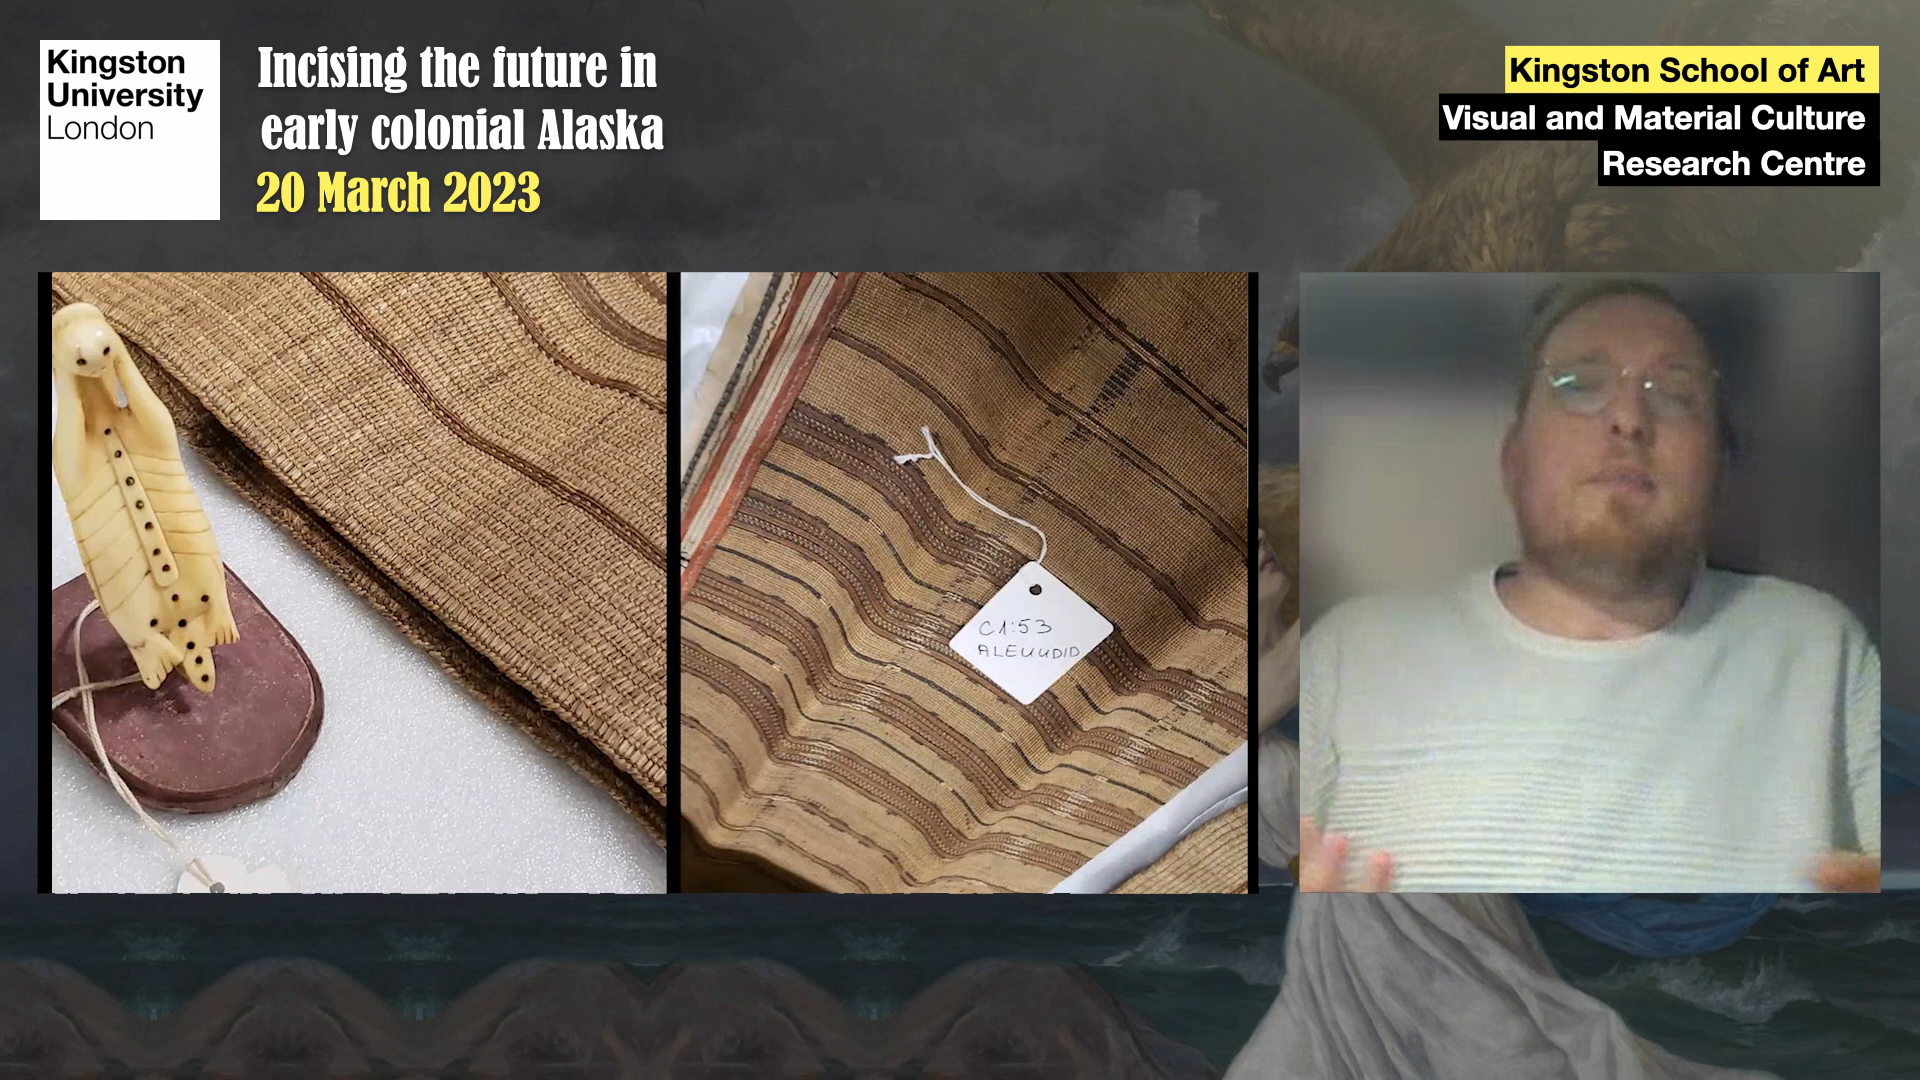 Kingston
University
London
Incising the future in
early colonial Alaska
20 March 2023
Kingston School of Art
Visual and Material Culture
Research Centre
C1:53
ALEUUDID